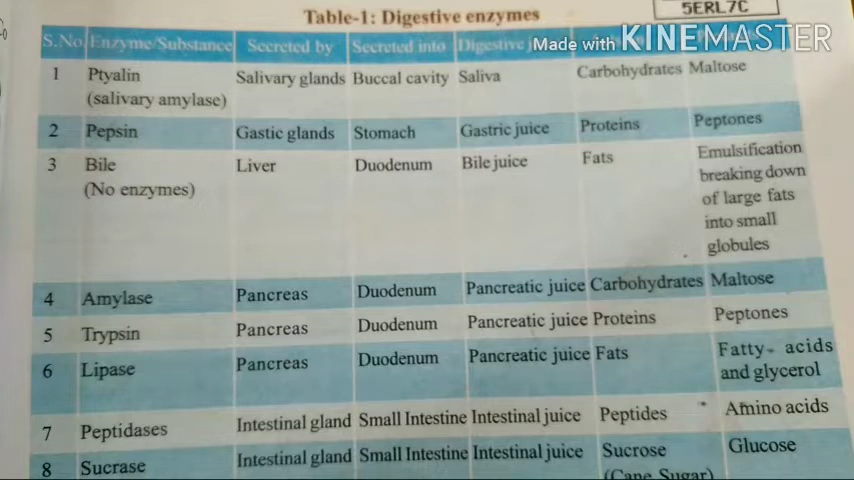 5ERL7C
Table-1: Digestive enzymes
Made with KINEMASTER
S.No. Enzyme/Substance Secreted by Secreted into Digestive
1 Ptyalin Salivary glands Buccal cavity Saliva Carbohydrates Maltose
(salivary amylase)
2 Pepsin Gastic glands Stomach Gastric juice Proteins Peptones
3 Bile Liver Duodenum Bile juice Fats Emulsification
(No enzymes) breaking down
of large fats
into small
globules
4 Amylase Pancreas Duodenum Pancreatic juice Carbohydrates Maltose
5 Trypsin Pancreas Duodenum Pancreatic juice Proteins Peptones
6 Lipase Pancreas Duodenum Pancreatic juice Fats Fatty- acids
and glycerol
7 Peptidases Intestinal gland Small Intestine Intestinal juice Peptides Amino acids
8 Sucrase Intestinal gland Small Intestine Intestinal juice Sucrose Glucose
(Cane Sugar)